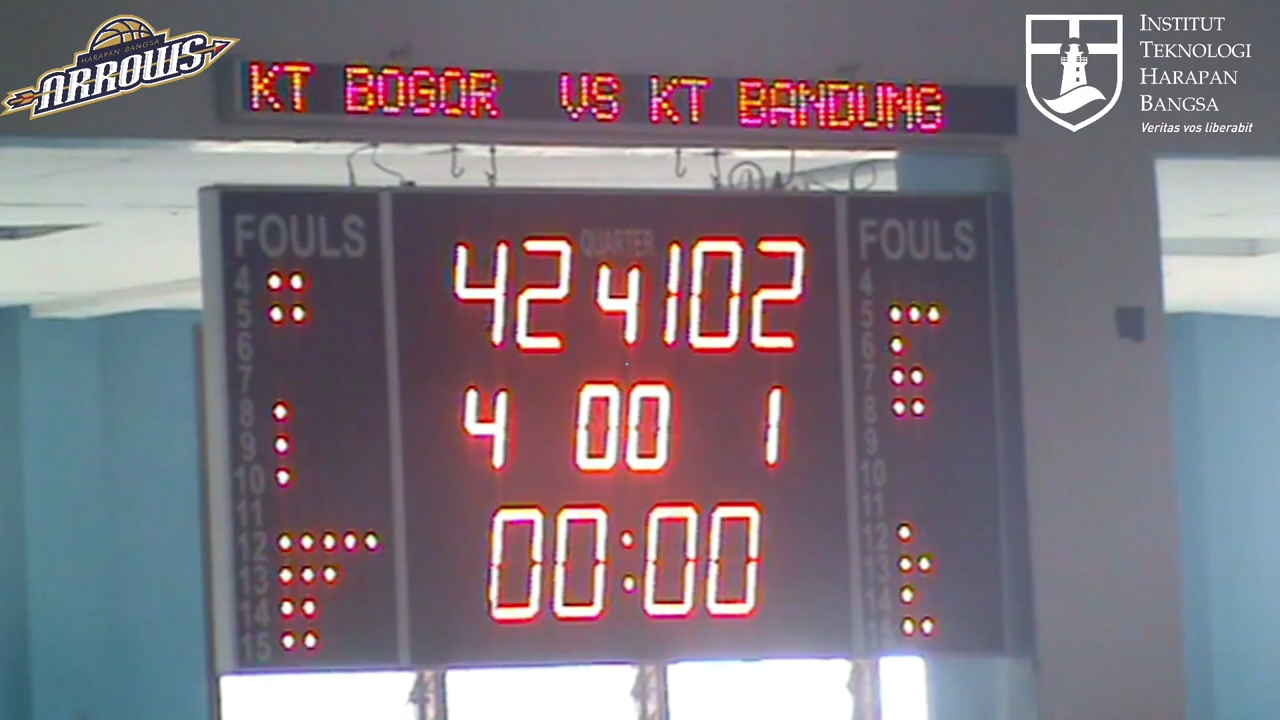 HARAPAN BANGSA
ARROWS
INSTITUT
TEKNOLOGI
HARAPAN
BANGSA
Veritas vos liberabit
KT BOGOR VS KT BANDUNG
FOULS
4
5
6
7
8
9
10
11
12
13
14
15
QUARTER
42 4 102
4 00 1
00:00
FOULS
4
5
6
7
8
9
10
11
12
13
14
15